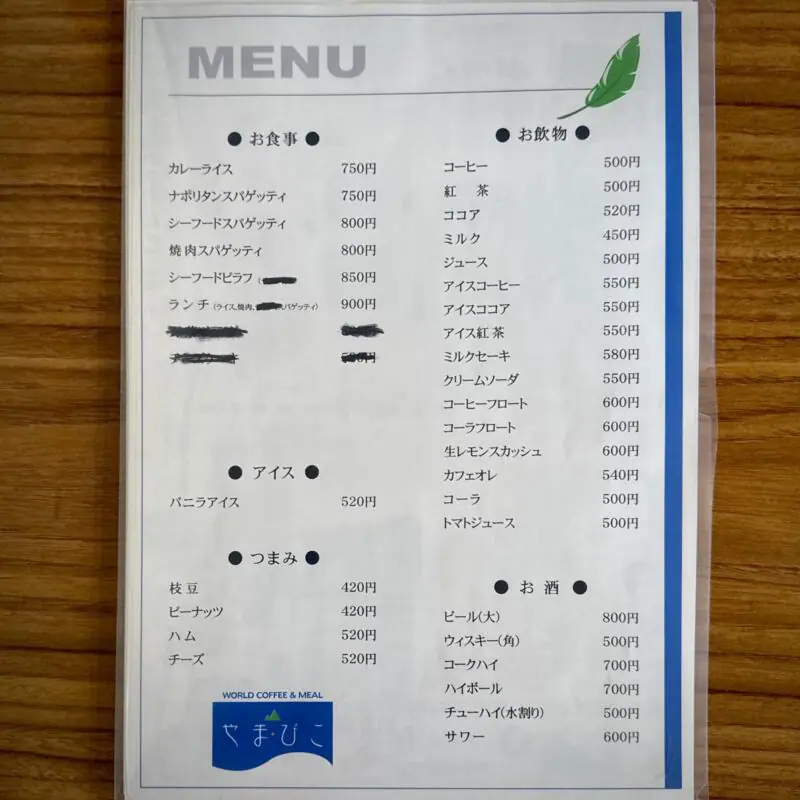 MENU
● お食事 ●
カレーライス 750円
ナポリタンスパゲッティ 750円
シーフードスパゲッティ 800円
焼肉スパゲッティ 800円
シーフードピラフ ( 850円
ランチ (ライス、焼肉、スパゲッティ) 900円
● アイス ●
バニラアイス 520円
● つまみ ●
枝豆 420円
ピーナッツ 420円
ハム 520円
チーズ 520円
WORLD COFFEE & MEAL
やまびこ
● お飲物 ●
コーヒー 500円
紅 茶 500円
ココア 520円
ミルク 450円
ジュース 500円
アイスコーヒー 550円
アイスココア 550円
アイス紅茶 550円
ミルクセーキ 580円
クリームソーダ 550円
コーヒーフロート 600円
コーラフロート 600円
生レモンスカッシュ 600円
カフェオレ 540円
コーラ 500円
トマトジュース 500円
● お 酒 ●
ビール(大) 800円
ウィスキー(角) 500円
コークハイ 700円
ハイボール 700円
チューハイ(水割り) 500円
サワー 600円